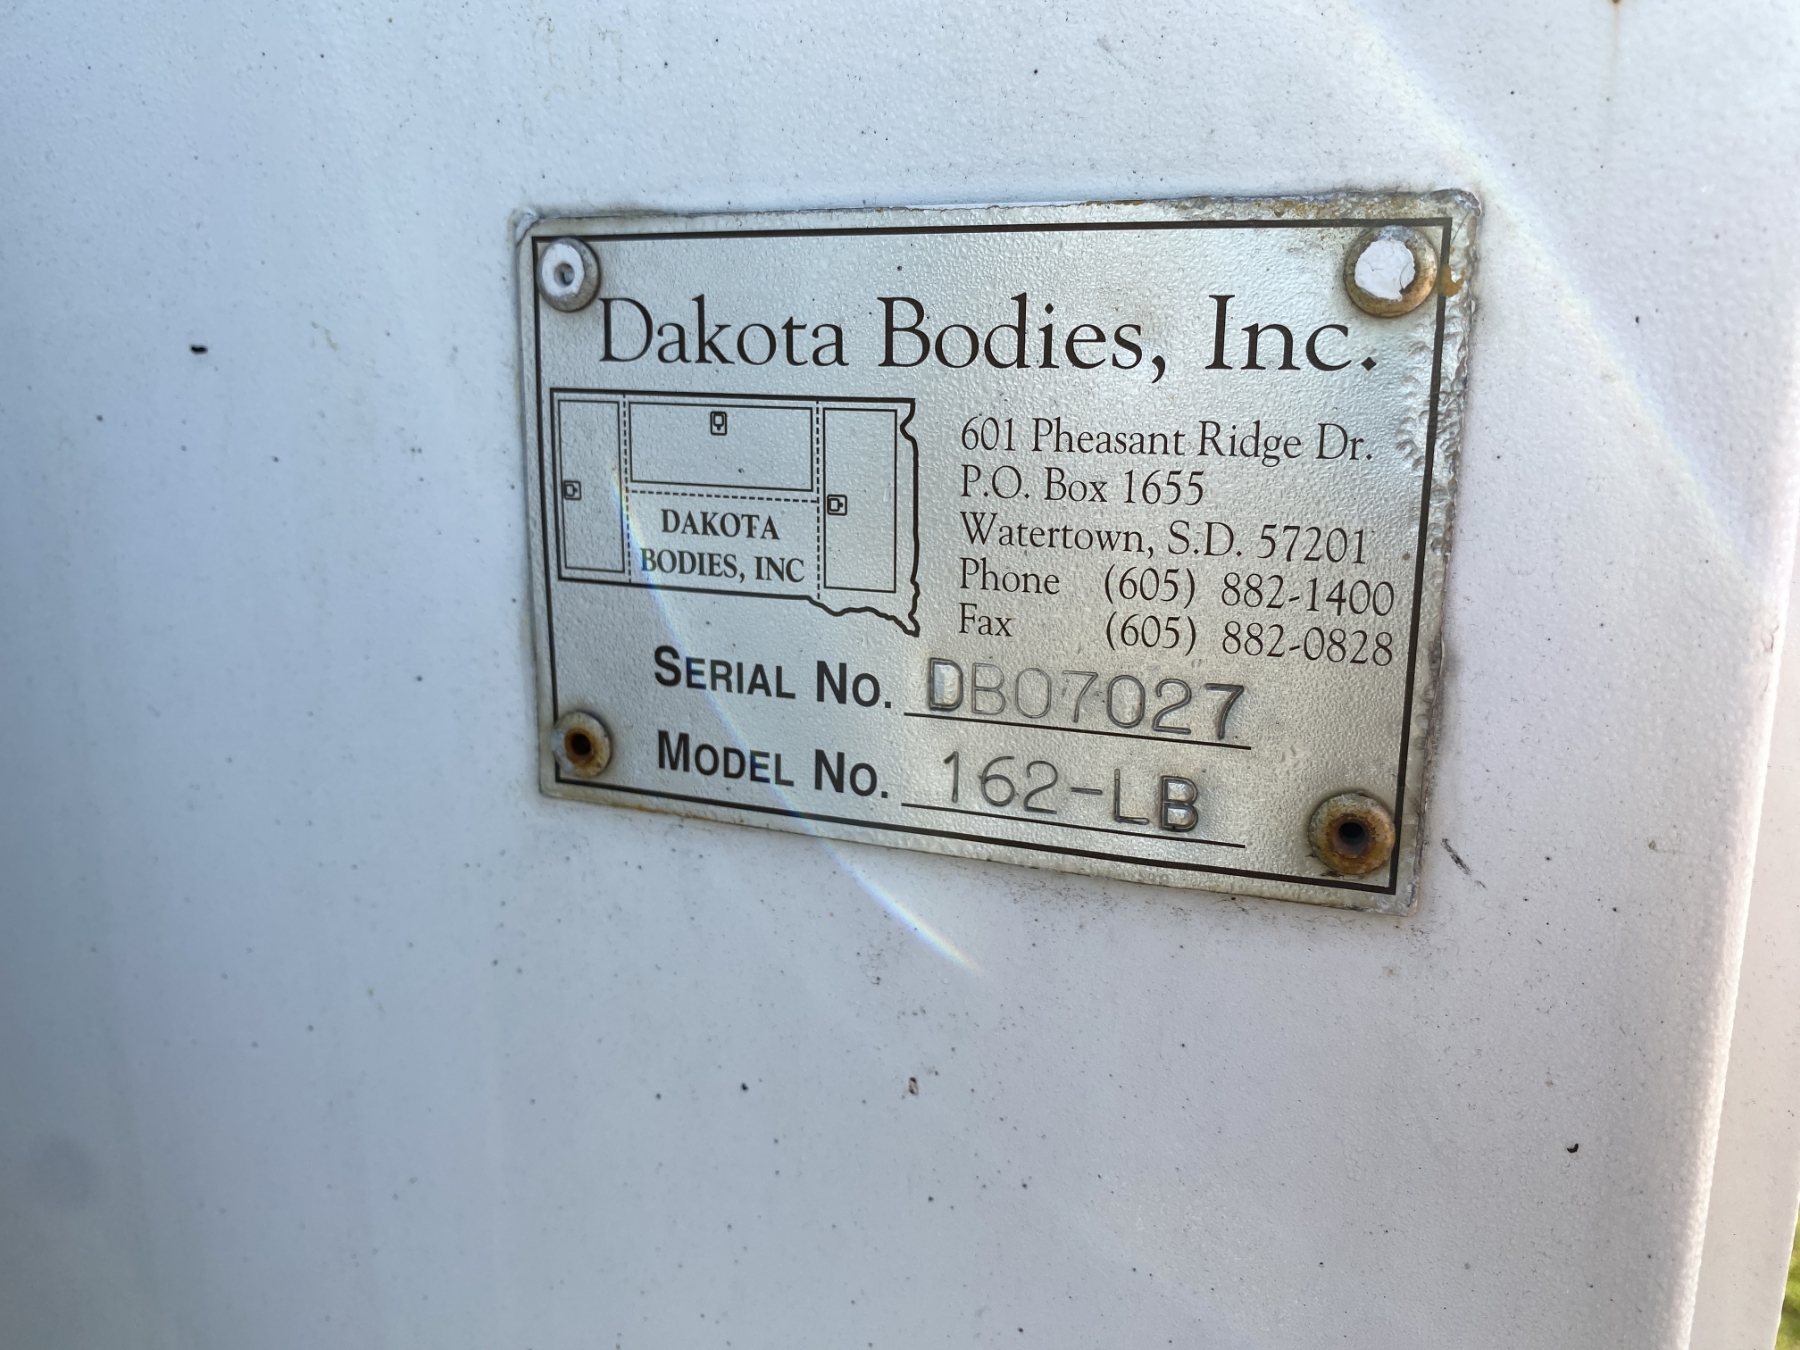 Dakota Bodies, Inc.
DAKOTA
BODIES, INC
601 Pheasant Ridge Dr.
P.O. Box 1655
Watertown, S.D. 57201
Phone (605) 882-1400
Fax (605) 882-0828
SERIAL NO. DB07027
MODEL NO. 162-LB